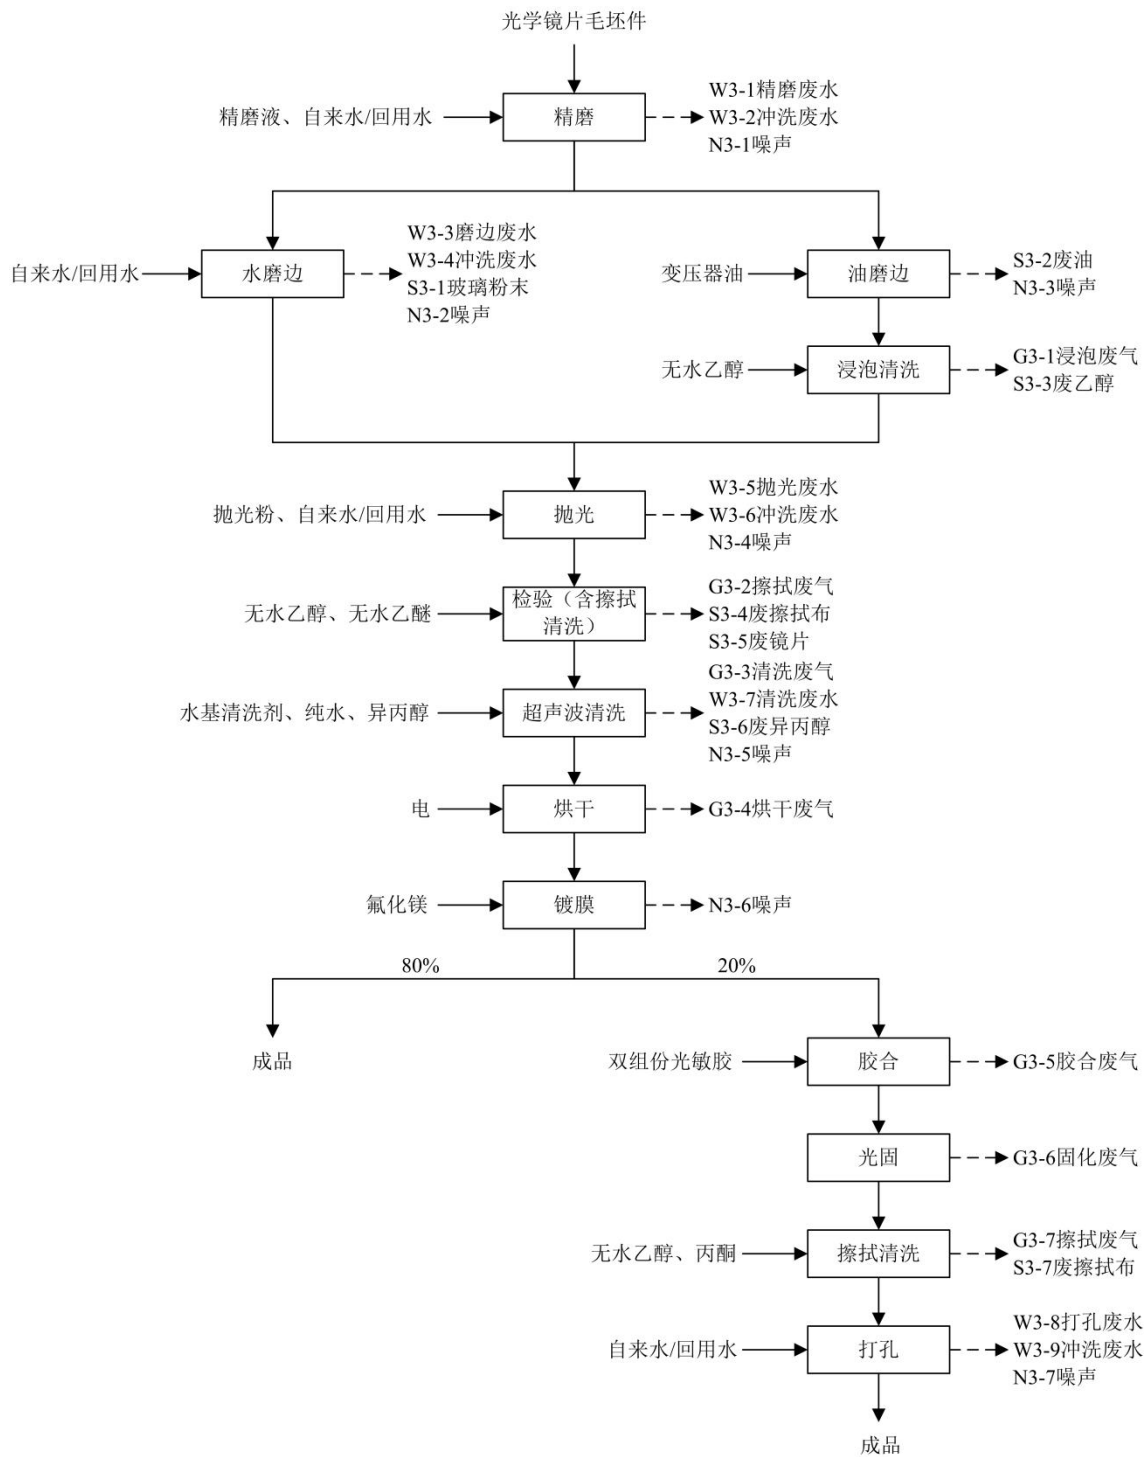 光学镜片毛坯件
精磨液、自来水/回用水
精磨
W3-1精磨废水
W3-2冲洗废水
N3-1噪声
自来水/回用水
水磨边
W3-3磨边废水
W3-4冲洗废水
S3-1玻璃粉末
N3-2噪声
变压器油
油磨边
S3-2废油
N3-3噪声
无水乙醇
浸泡清洗
G3-1浸泡废气
S3-3废乙醇
抛光粉、自来水/回用水
抛光
W3-5抛光废水
W3-6冲洗废水
N3-4噪声
无水乙醇、无水乙醚
检验（含擦拭
清洗）
G3-2擦拭废气
S3-4废擦拭布
S3-5废镜片
水基清洗剂、纯水、异丙醇
超声波清洗
G3-3清洗废气
W3-7清洗废水
S3-6废异丙醇
N3-5噪声
电
烘干
G3-4烘干废气
氟化镁
镀膜
N3-6噪声
80%
20%
成品
双组份光敏胶
胶合
G3-5胶合废气
光固
G3-6固化废气
无水乙醇、丙酮
擦拭清洗
G3-7擦拭废气
S3-7废擦拭布
自来水/回用水
打孔
W3-8打孔废水
W3-9冲洗废水
N3-7噪声
成品